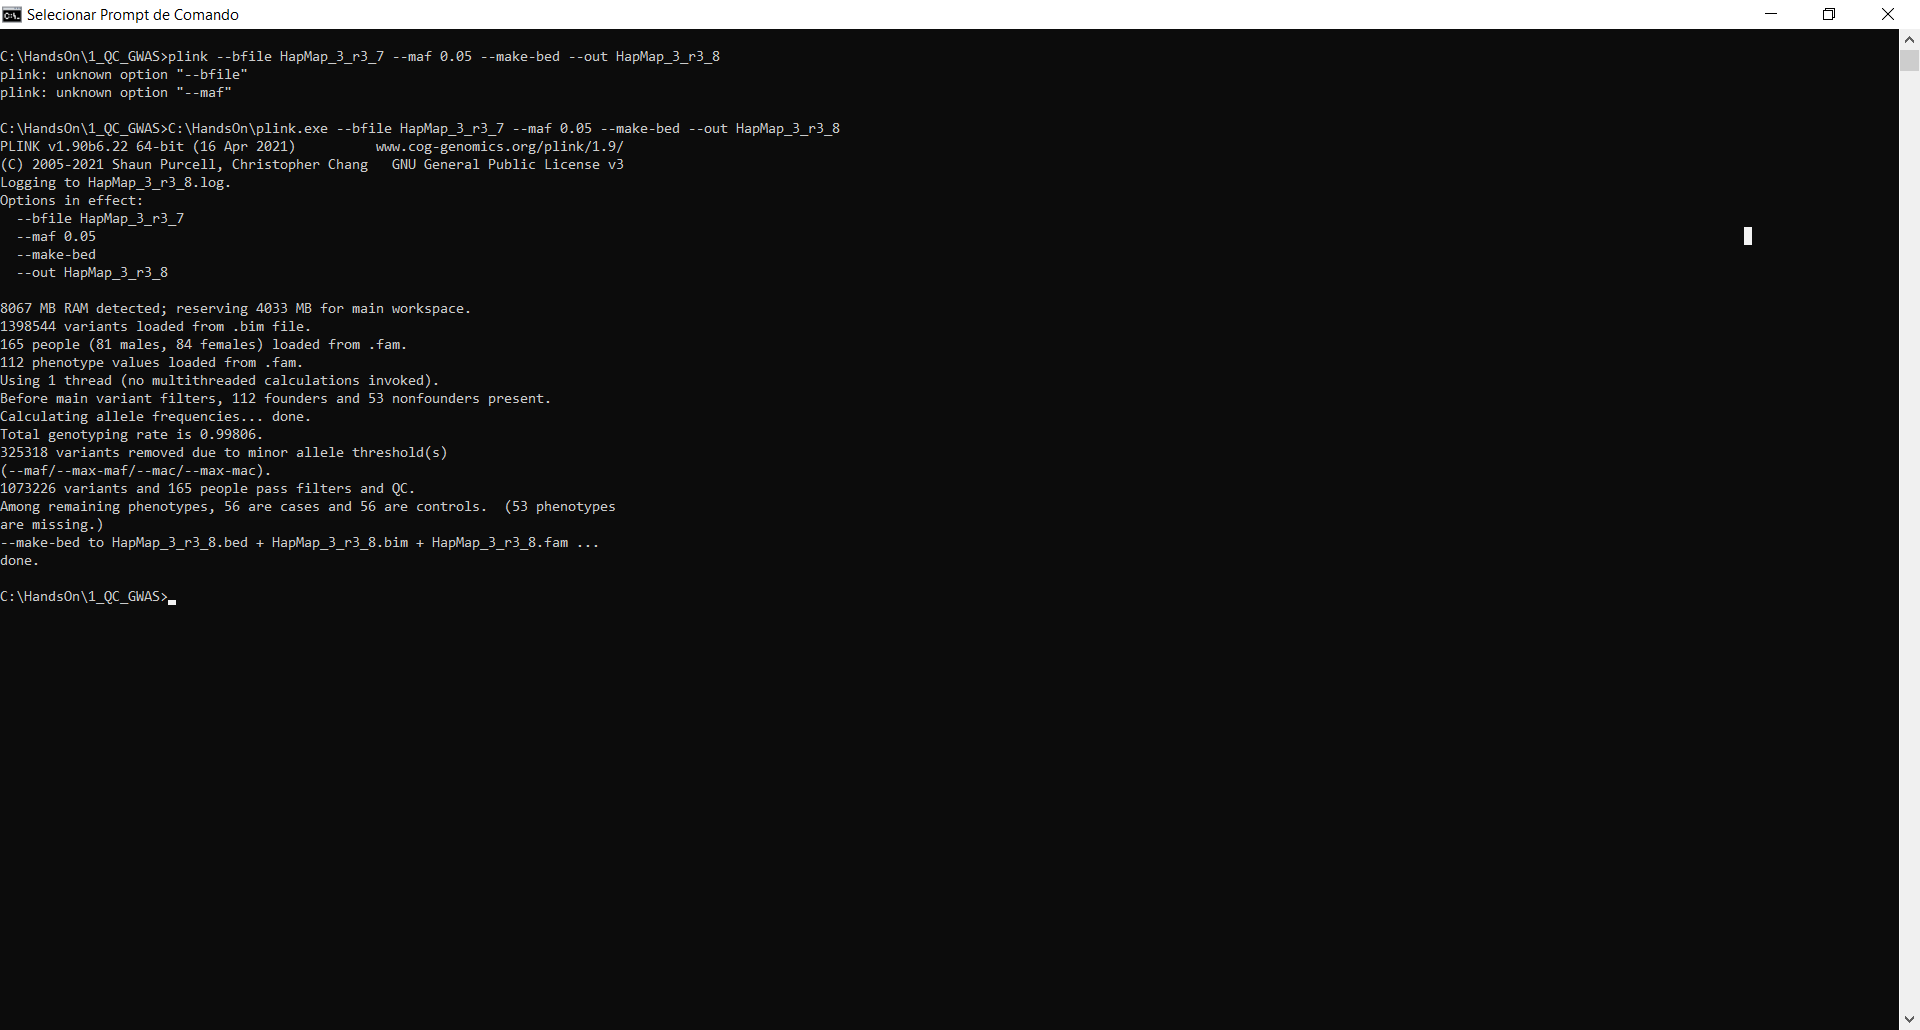 Selecionar Prompt de Comando
C:\HandsOn\1_QC_GWAS>plink --bfile HapMap_3_r3_7 --maf 0.05 --make-bed --out HapMap_3_r3_8
plink: unknown option "--bfile"
plink: unknown option "--maf"
C:\HandsOn\1_QC_GWAS>C:\HandsOn\plink.exe --bfile HapMap_3_r3_7 --maf 0.05 --make-bed --out HapMap_3_r3_8
PLINK v1.90b6.22 64-bit (16 Apr 2021)          www.cog-genomics.org/plink/1.9/
(C) 2005-2021 Shaun Purcell, Christopher Chang   GNU General Public License v3
Logging to HapMap_3_r3_8.log.
Options in effect:
  --bfile HapMap_3_r3_7
  --maf 0.05
  --make-bed
  --out HapMap_3_r3_8
8067 MB RAM detected; reserving 4033 MB for main workspace.
1398544 variants loaded from .bim file.
165 people (81 males, 84 females) loaded from .fam.
112 phenotype values loaded from .fam.
Using 1 thread (no multithreaded calculations invoked).
Before main variant filters, 112 founders and 53 nonfounders present.
Calculating allele frequencies... done.
Total genotyping rate is 0.99806.
325318 variants removed due to minor allele threshold(s)
(--maf/--max-maf/--mac/--max-mac).
1073226 variants and 165 people pass filters and QC.
Among remaining phenotypes, 56 are cases and 56 are controls.  (53 phenotypes
are missing.)
--make-bed to HapMap_3_r3_8.bed + HapMap_3_r3_8.bim + HapMap_3_r3_8.fam ...
done.
C:\HandsOn\1_QC_GWAS>